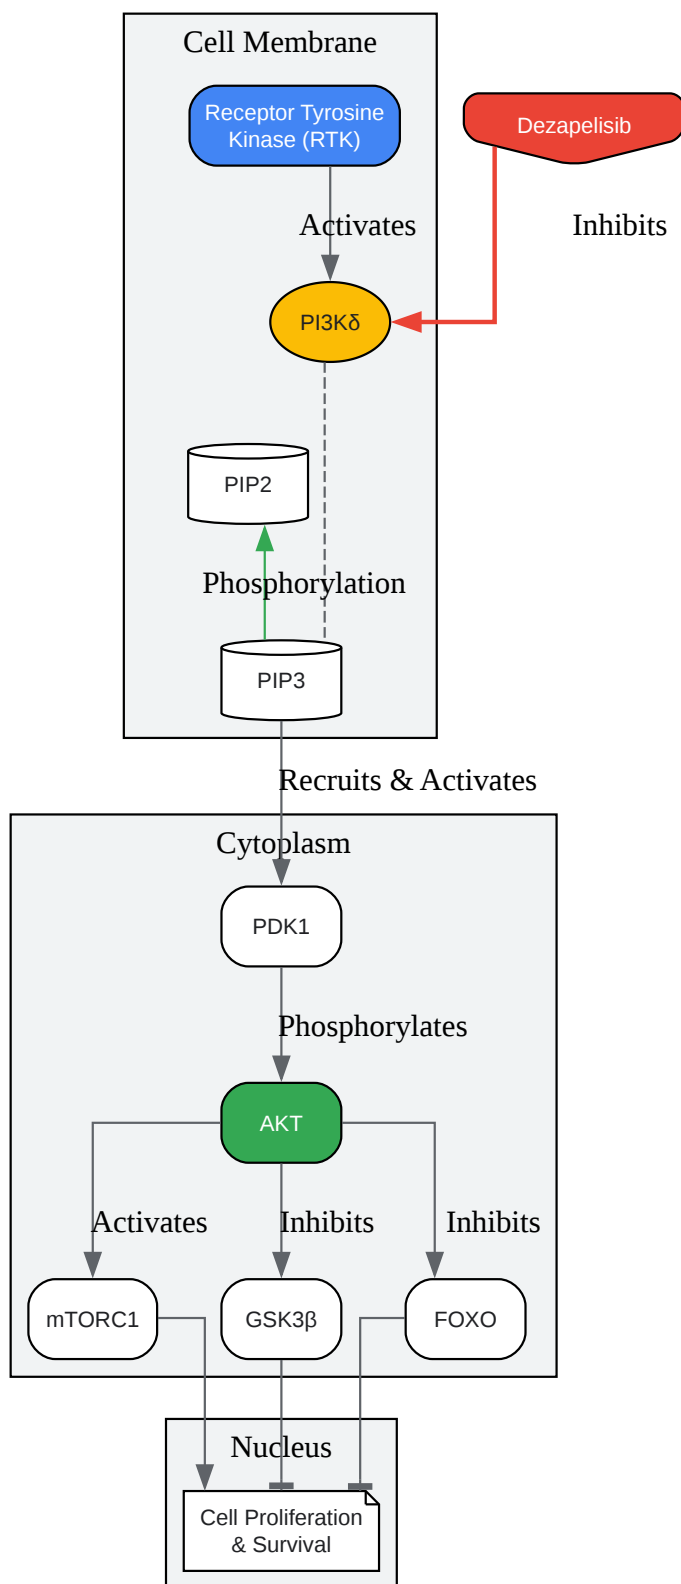 Cell Membrane
Receptor Tyrosine
Kinase (RTK)
Dezapelisib
Activates
Inhibits
PI3Kδ
PIP2
Phosphorylation
PIP3
Recruits & Activates
Cytoplasm
PDK1
Phosphorylates
AKT
Activates
Inhibits
Inhibits
mTORC1
GSK3β
FOXO
Nucleus
Cell Proliferation
& Survival